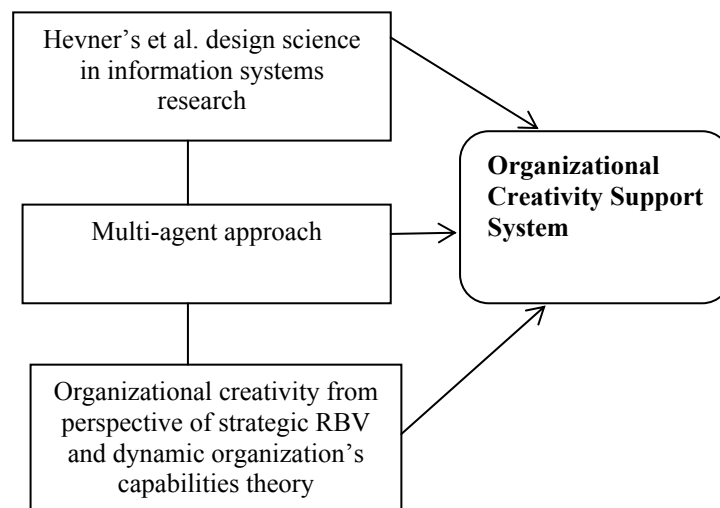 Hevner’s et al. design science
in information systems
research
Organizational
Creativity Support
System
Multi-agent approach
Organizational creativity from
perspective of strategic RBV
and dynamic organization’s
capabilities theory